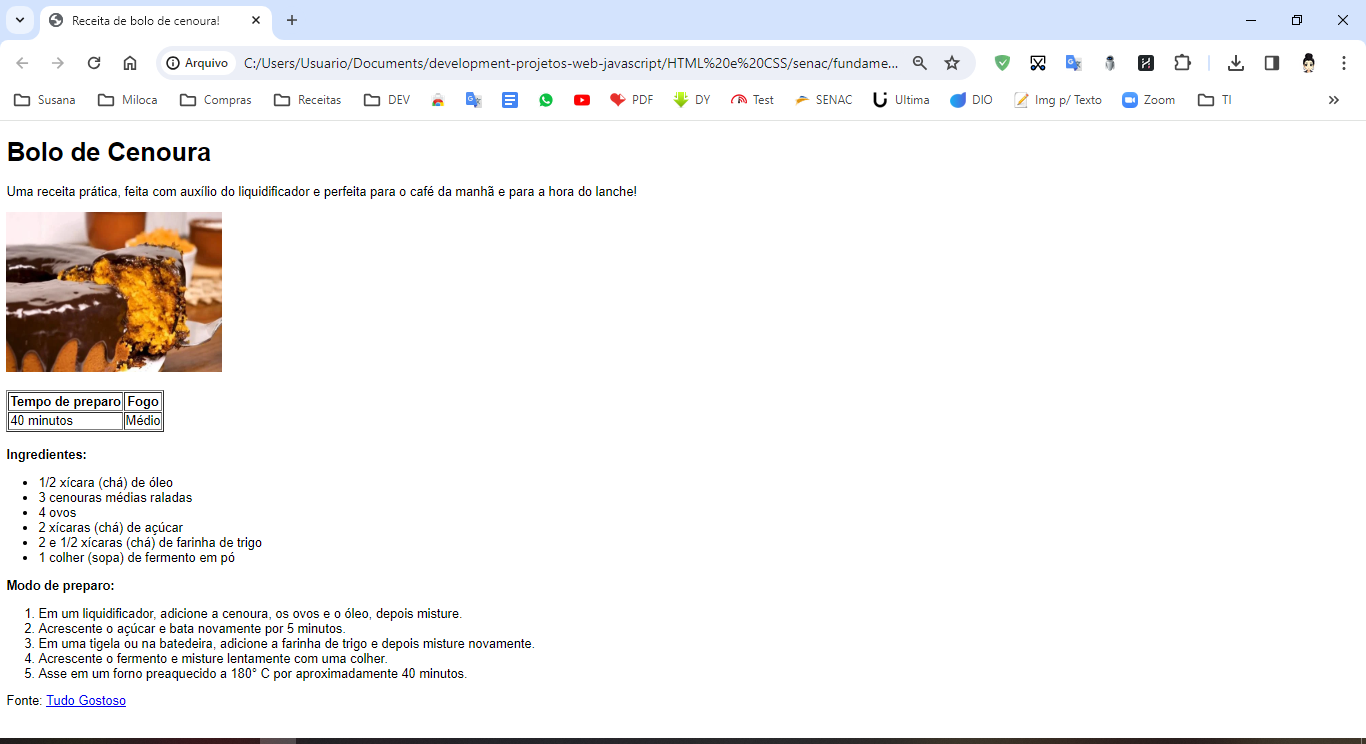 Receita de bolo de cenoura!
Arquivo C:/Users/Usuario/Documents/development-projetos-web-javascript/HTML%20e%20CSS/senac/fundame...
Susana Miloca Compras Receitas DEV PDF DY Test SENAC Ultima DIO Img p/ Texto Zoom TI
Bolo de Cenoura
Uma receita prática, feita com auxílio do liquidificador e perfeita para o café da manhã e para a hora do lanche!
Tempo de preparo Fogo
40 minutos Médio
Ingredientes:
• 1/2 xícara (chá) de óleo
• 3 cenouras médias raladas
• 4 ovos
• 2 xícaras (chá) de açúcar
• 2 e 1/2 xícaras (chá) de farinha de trigo
• 1 colher (sopa) de fermento em pó
Modo de preparo:
1. Em um liquidificador, adicione a cenoura, os ovos e o óleo, depois misture.
2. Acrescente o açúcar e bata novamente por 5 minutos.
3. Em uma tigela ou na batedeira, adicione a farinha de trigo e depois misture novamente.
4. Acrescente o fermento e misture lentamente com uma colher.
5. Asse em um forno preaquecido a 180° C por aproximadamente 40 minutos.
Fonte: Tudo Gostoso